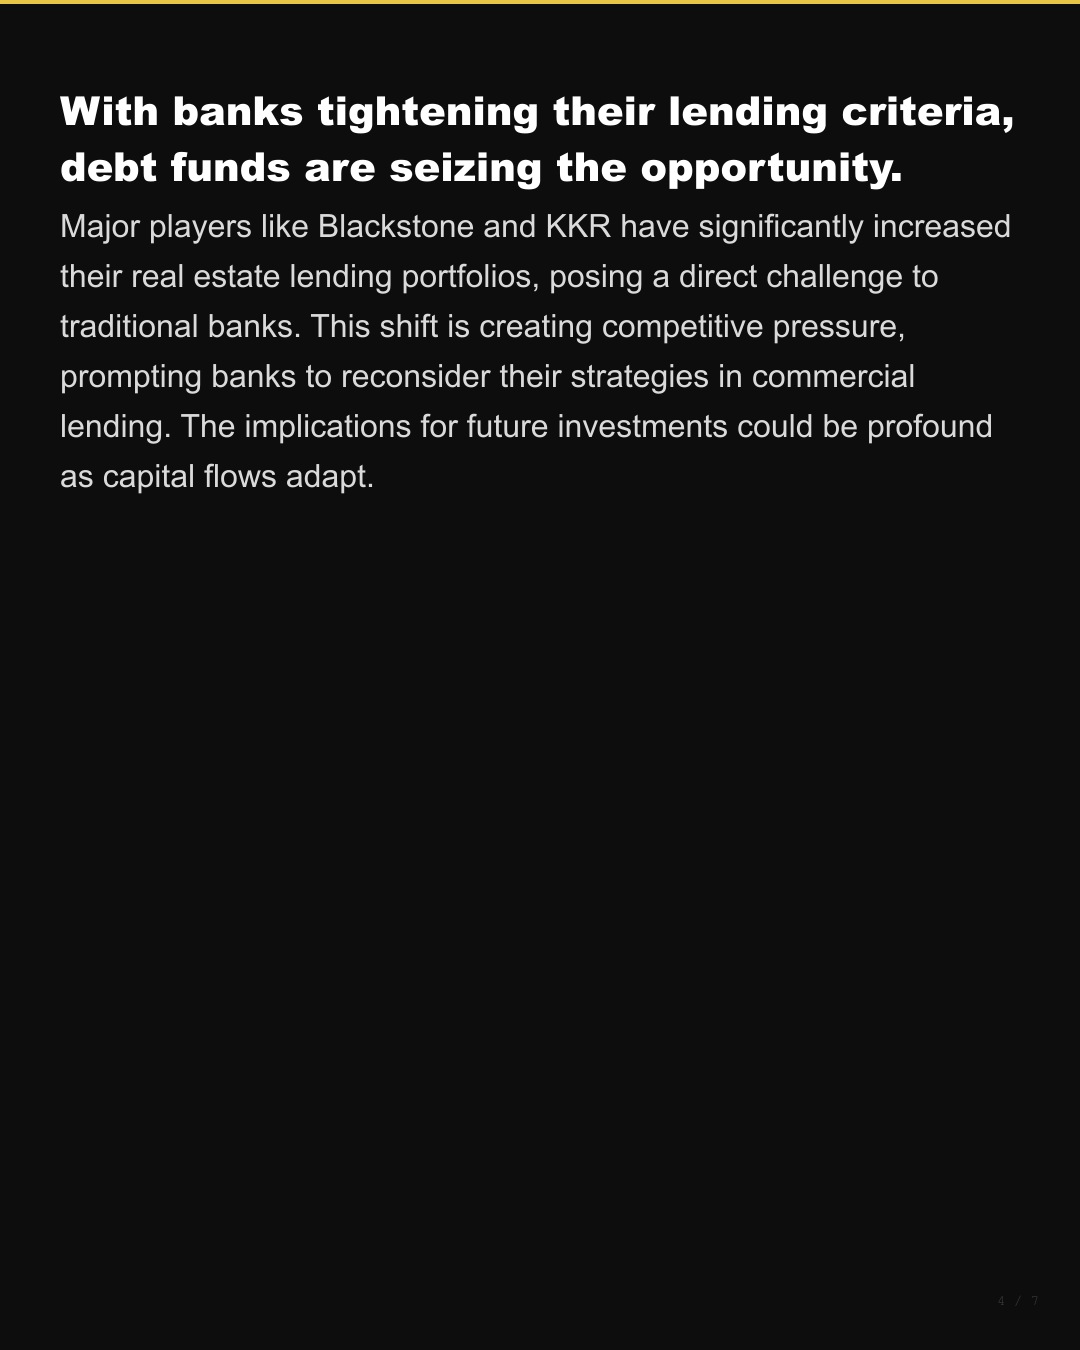 With banks tightening their lending criteria,
debt funds are seizing the opportunity.
Major players like Blackstone and KKR have significantly increased
their real estate lending portfolios, posing a direct challenge to
traditional banks. This shift is creating competitive pressure,
prompting banks to reconsider their strategies in commercial
lending. The implications for future investments could be profound
as capital flows adapt.
4 / 7